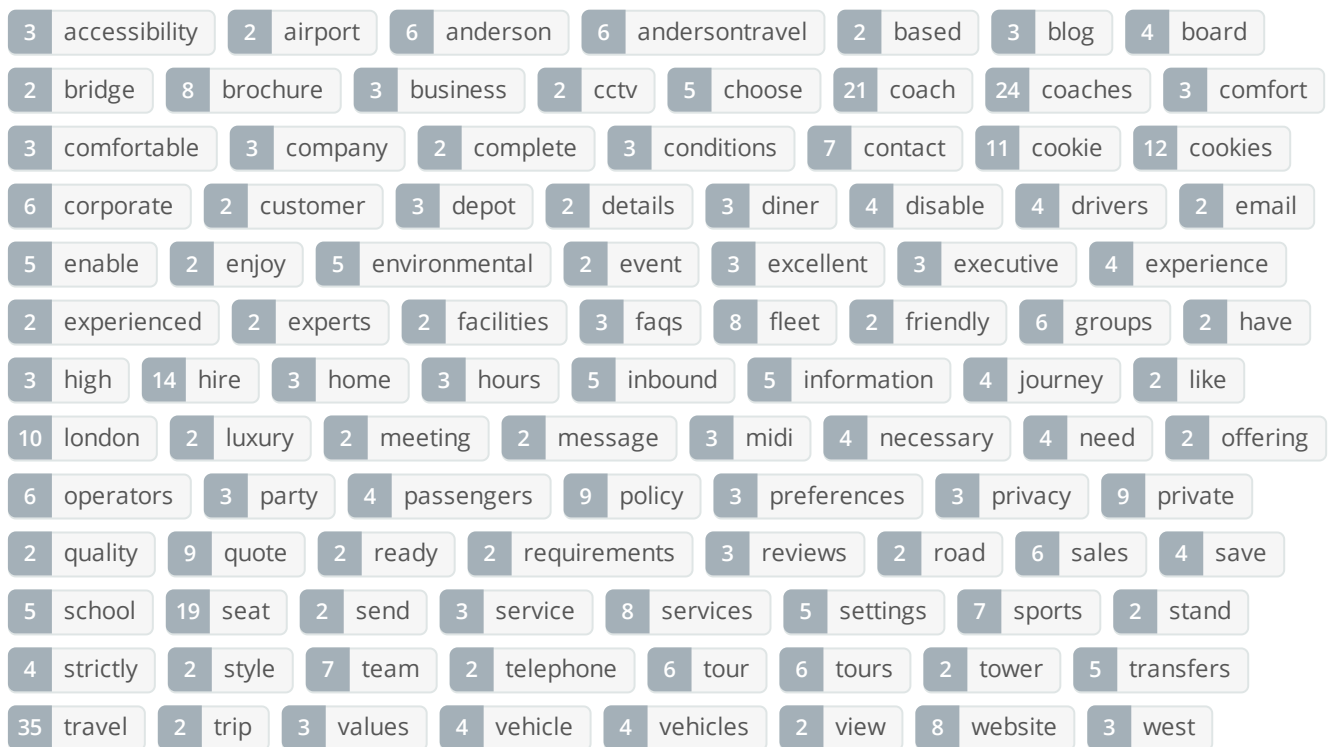 3 accessibility 2 airport 6 anderson 6 andersontravel 2 based 3 blog 4 board
2 bridge 8 brochure 3 business 2 cctv 5 choose 21 coach 24 coaches 3 comfort
3 comfortable 3 company 2 complete 3 conditions 7 contact 11 cookie 12 cookies
6 corporate 2 customer 3 depot 2 details 3 diner 4 disable 4 drivers 2 email
5 enable 2 enjoy 5 environmental 2 event 3 excellent 3 executive 4 experience
2 experienced 2 experts 2 facilities 3 faqs 8 fleet 2 friendly 6 groups 2 have
3 high 14 hire 3 home 3 hours 5 inbound 5 information 4 journey 2 like
10 london 2 luxury 2 meeting 2 message 3 midi 4 necessary 4 need 2 offering
6 operators 3 party 4 passengers 9 policy 3 preferences 3 privacy 9 private
2 quality 9 quote 2 ready 2 requirements 3 reviews 2 road 6 sales 4 save
5 school 19 seat 2 send 3 service 8 services 5 settings 7 sports 2 stand
4 strictly 2 style 7 team 2 telephone 6 tour 6 tours 2 tower 5 transfers
35 travel 2 trip 3 values 4 vehicle 4 vehicles 2 view 8 website 3 west